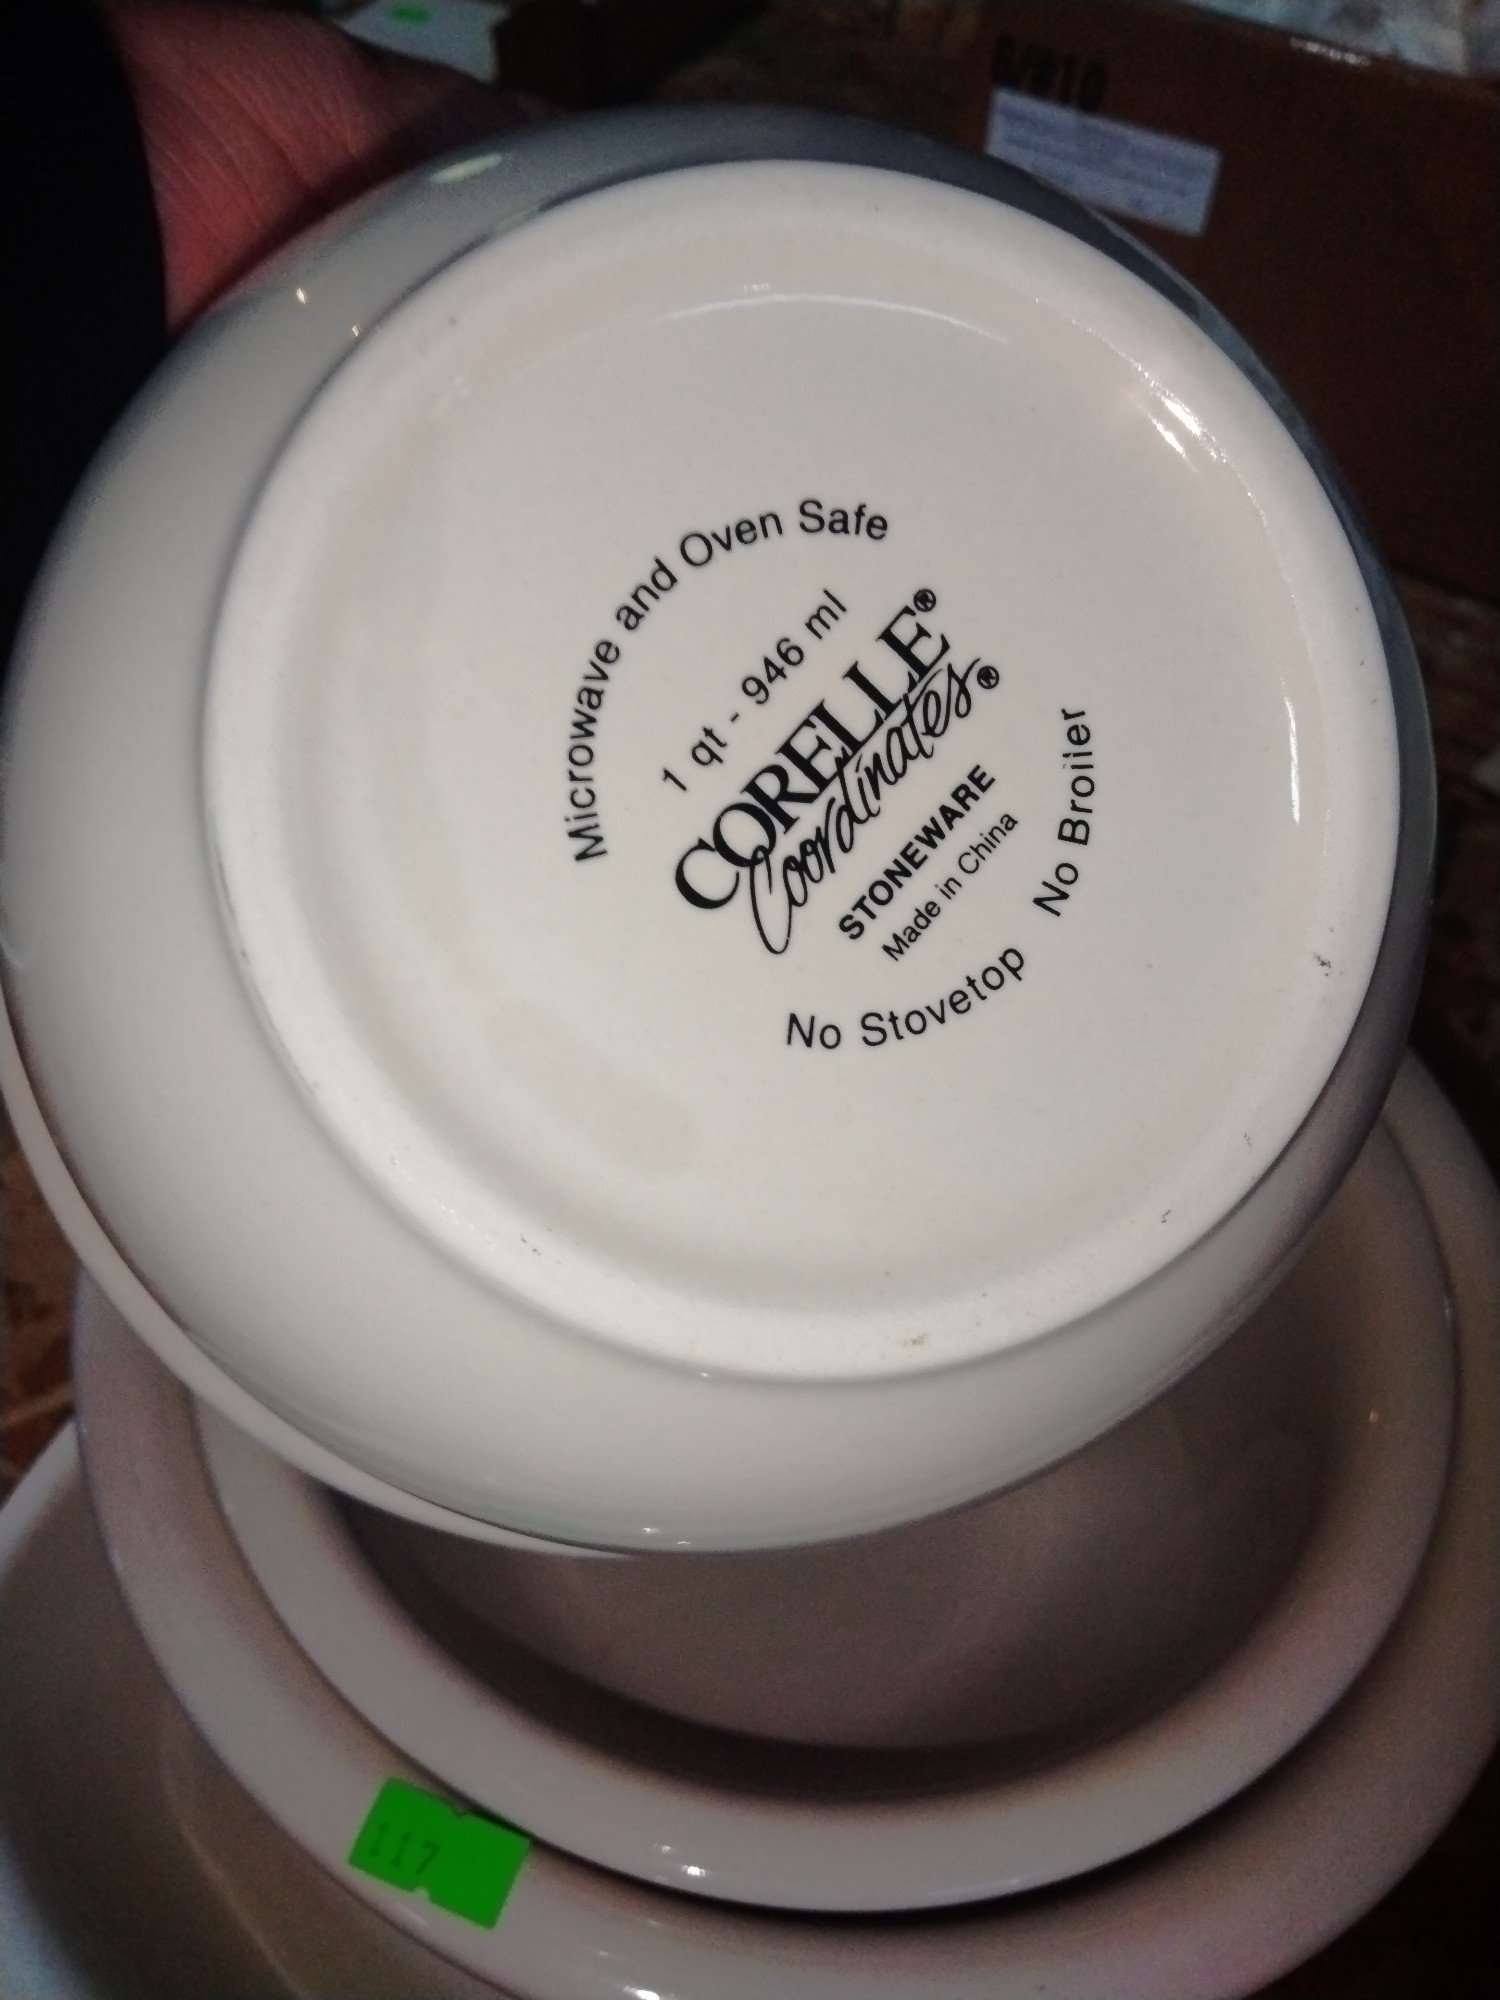 Microwave and Oven Safe
1 qt - 946 ml
CORELLE®
Coordinates®
STONEWARE
Made in China
No Stovetop No Broiler
117